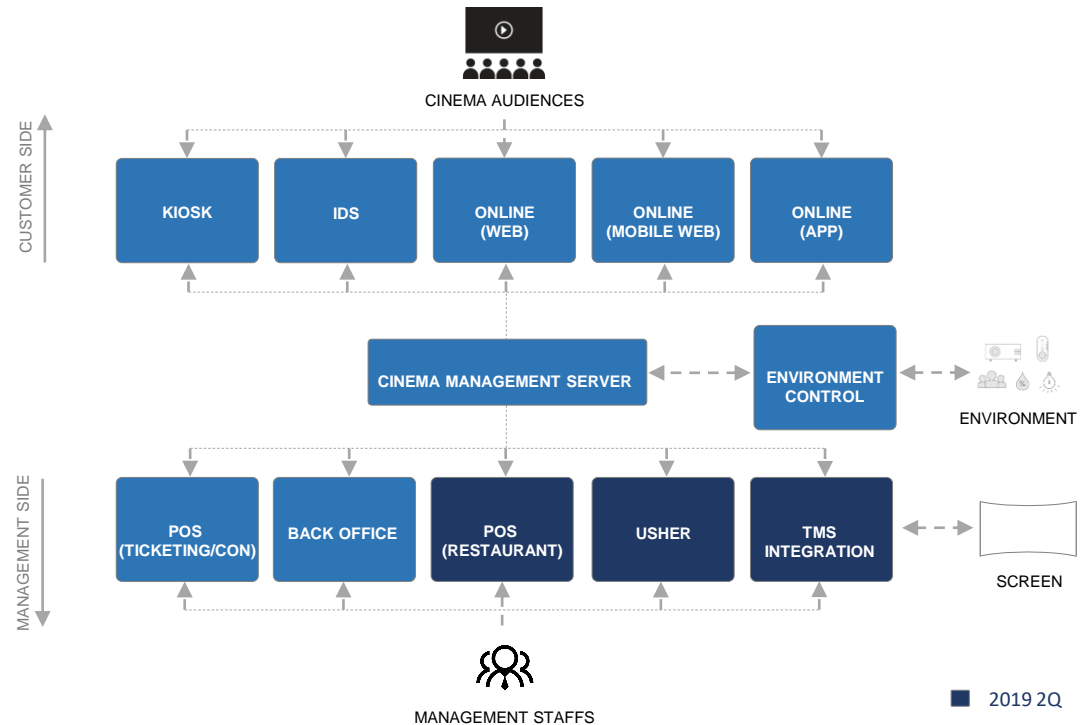 CINEMA AUDIENCES
CUSTOMER SIDE
KIOSK
IDS
ONLINE
(WEB)
ONLINE
(MOBILE WEB)
ONLINE
(APP)
CINEMA MANAGEMENT SERVER
ENVIRONMENT
CONTROL
%
ENVIRONMENT
MANAGEMENT SIDE
POS
(TICKETING/CON)
BACK OFFICE
POS
(RESTAURANT)
USHER
TMS
INTEGRATION
SCREEN
MANAGEMENT STAFFS
2019 2Q